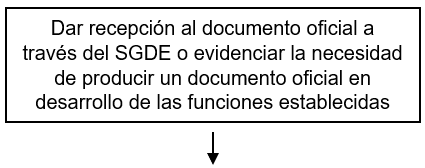 Dar recepción al documento oficial a
través del SGDE o evidenciar la necesidad
de producir un documento oficial en
desarrollo de las funciones establecidas